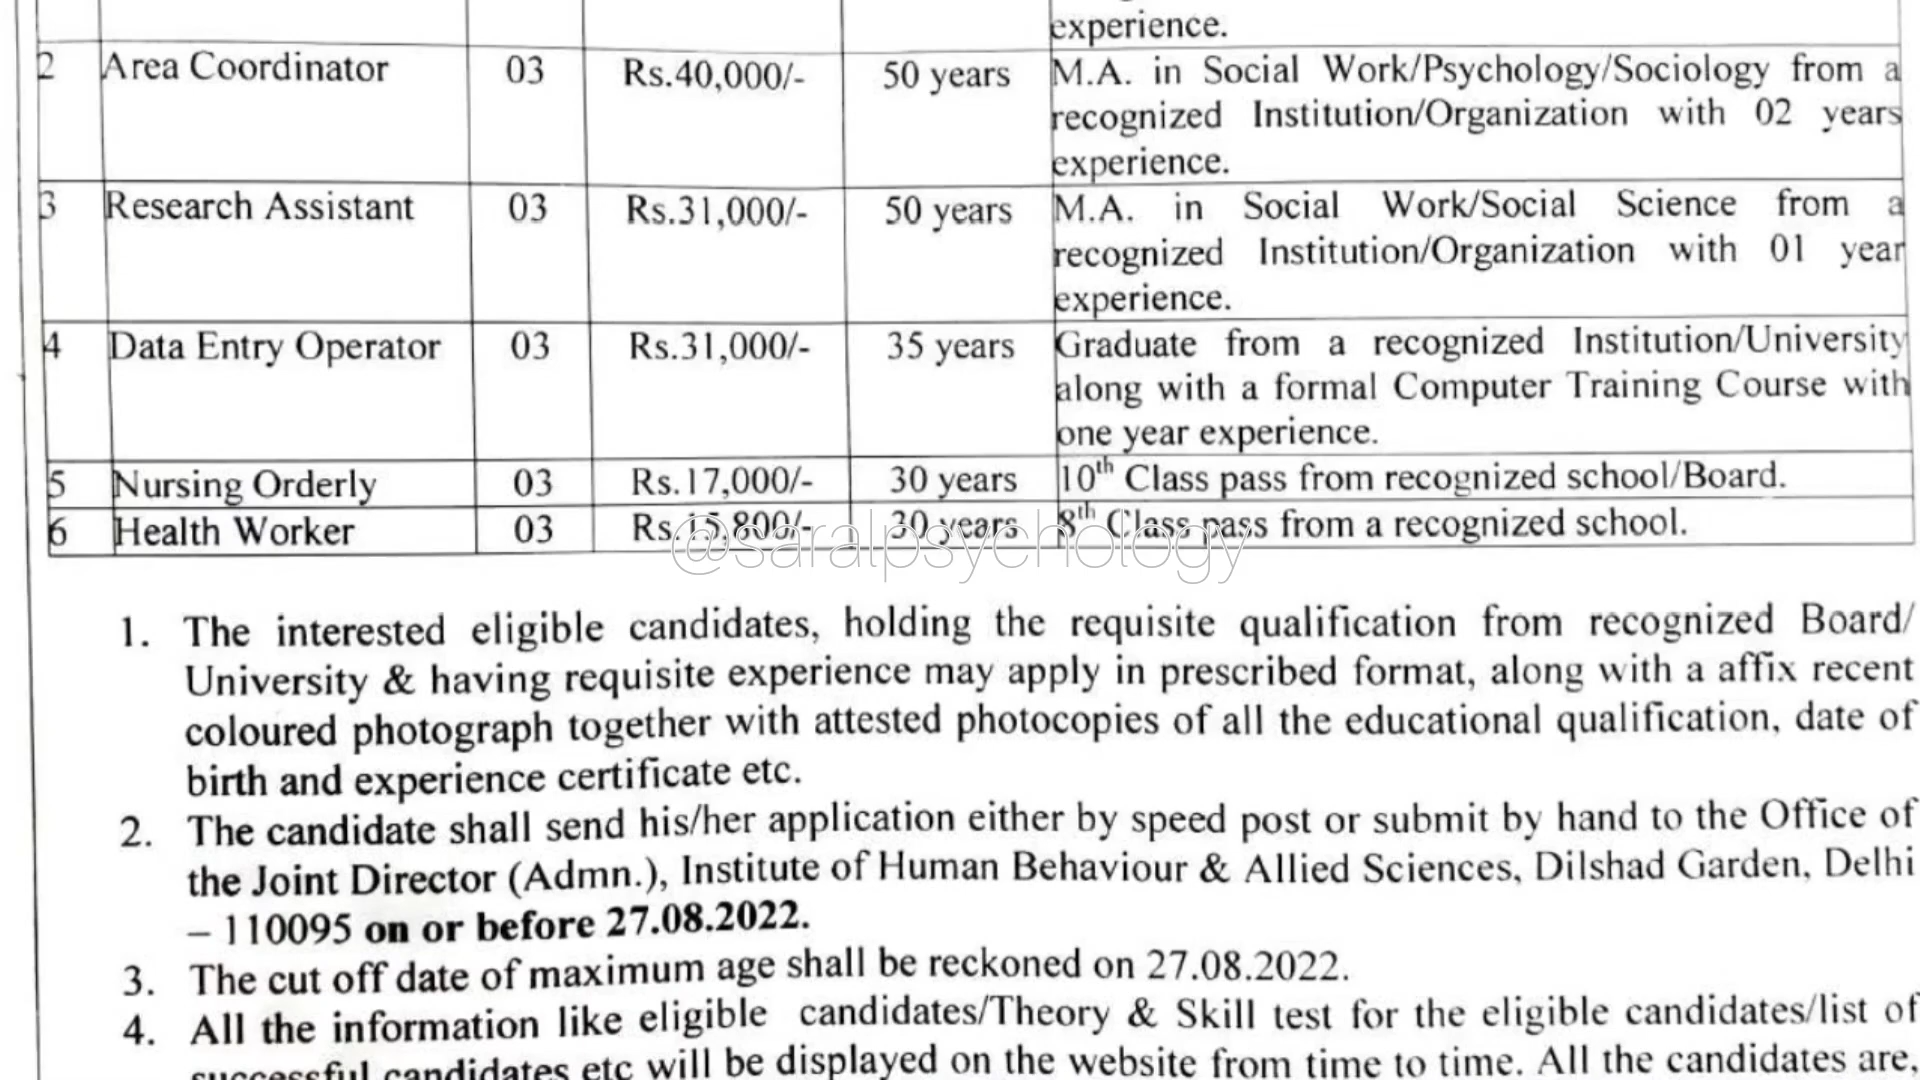 experience.
2 Area Coordinator 03 Rs.40,000/- 50 years M.A. in Social Work/Psychology/Sociology from a
recognized Institution/Organization with 02 years
experience.
3 Research Assistant 03 Rs.31,000/- 50 years M.A. in Social Work/Social Science from a
recognized Institution/Organization with 01 year
experience.
4 Data Entry Operator 03 Rs.31,000/- 35 years Graduate from a recognized Institution/University
along with a formal Computer Training Course with
one year experience.
5 Nursing Orderly 03 Rs.17,000/- 30 years 10th Class pass from recognized school/Board.
6 Health Worker 03 Rs.15,800/- 30 years 8th Class pass from a recognized school.
@saralpsychology
1. The interested eligible candidates, holding the requisite qualification from recognized Board/
University & having requisite experience may apply in prescribed format, along with a affix recent
coloured photograph together with attested photocopies of all the educational qualification, date of
birth and experience certificate etc.
2. The candidate shall send his/her application either by speed post or submit by hand to the Office of
the Joint Director (Admn.), Institute of Human Behaviour & Allied Sciences, Dilshad Garden, Delhi
– 110095 on or before 27.08.2022.
3. The cut off date of maximum age shall be reckoned on 27.08.2022.
4. All the information like eligible candidates/Theory & Skill test for the eligible candidates/list of
successful candidates etc will be displayed on the website from time to time. All the candidates are,